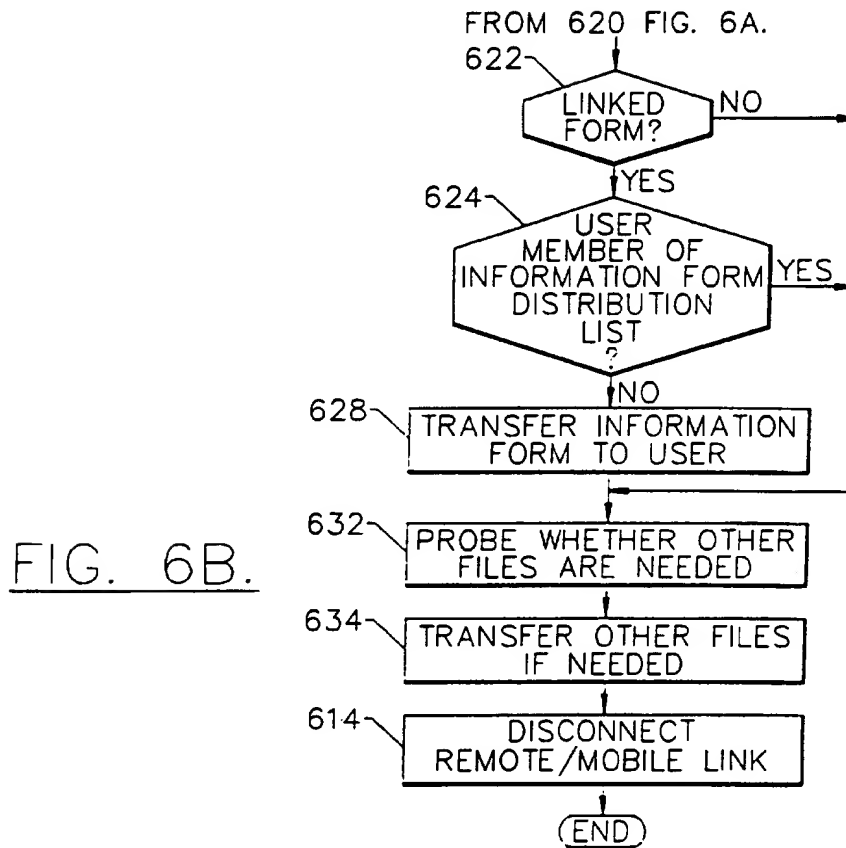 FROM 620 FIG. 6A.
622
LINKED
FORM?
NO
YES
624
USER
MEMBER OF
INFORMATION FORM
DISTRIBUTION
LIST
?
YES
NO
628
TRANSFER INFORMATION
FORM TO USER
632
PROBE WHETHER OTHER
FILES ARE NEEDED
FIG. 6B.
634
TRANSFER OTHER FILES
IF NEEDED
614
DISCONNECT
REMOTE/MOBILE LINK
END